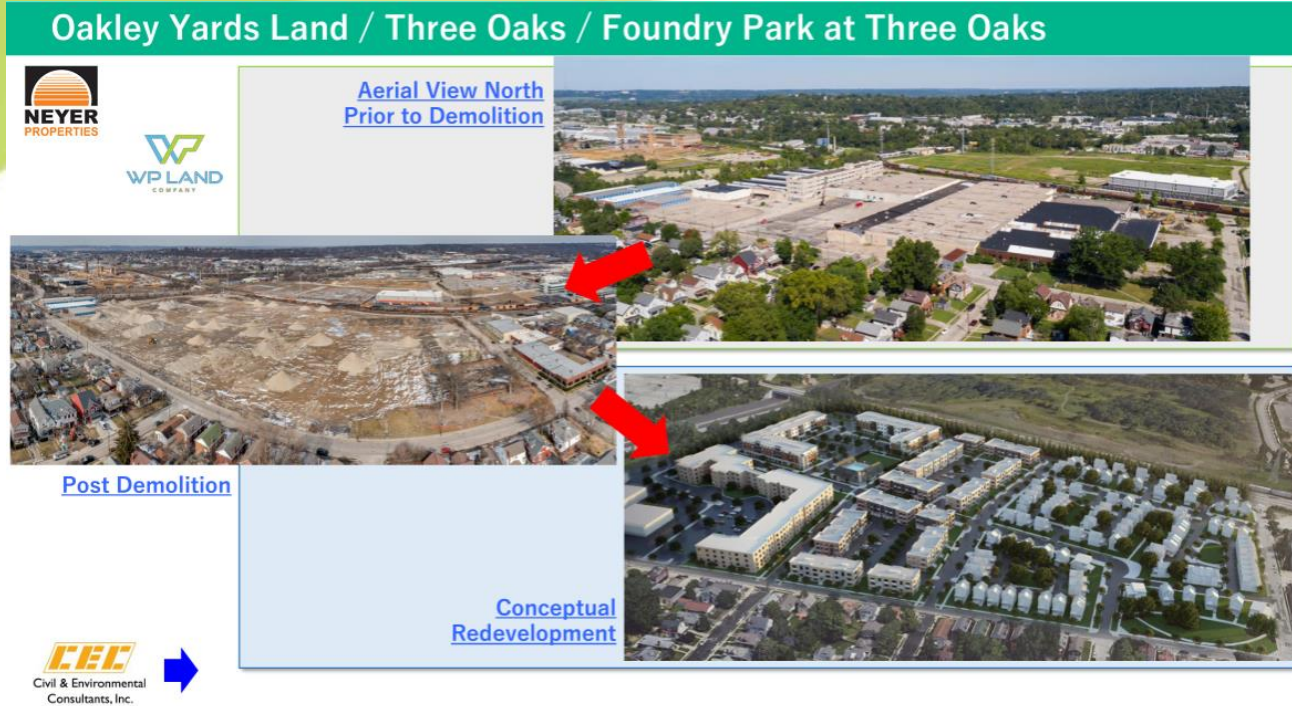 Oakley Yards Land / Three Oaks / Foundry Park at Three Oaks
NEYER
PROPERTIES
WP LAND
COMPANY
Aerial View North
Prior to Demolition
Post Demolition
Conceptual
Redevelopment
CEC
Civil & Environmental
Consultants, Inc.